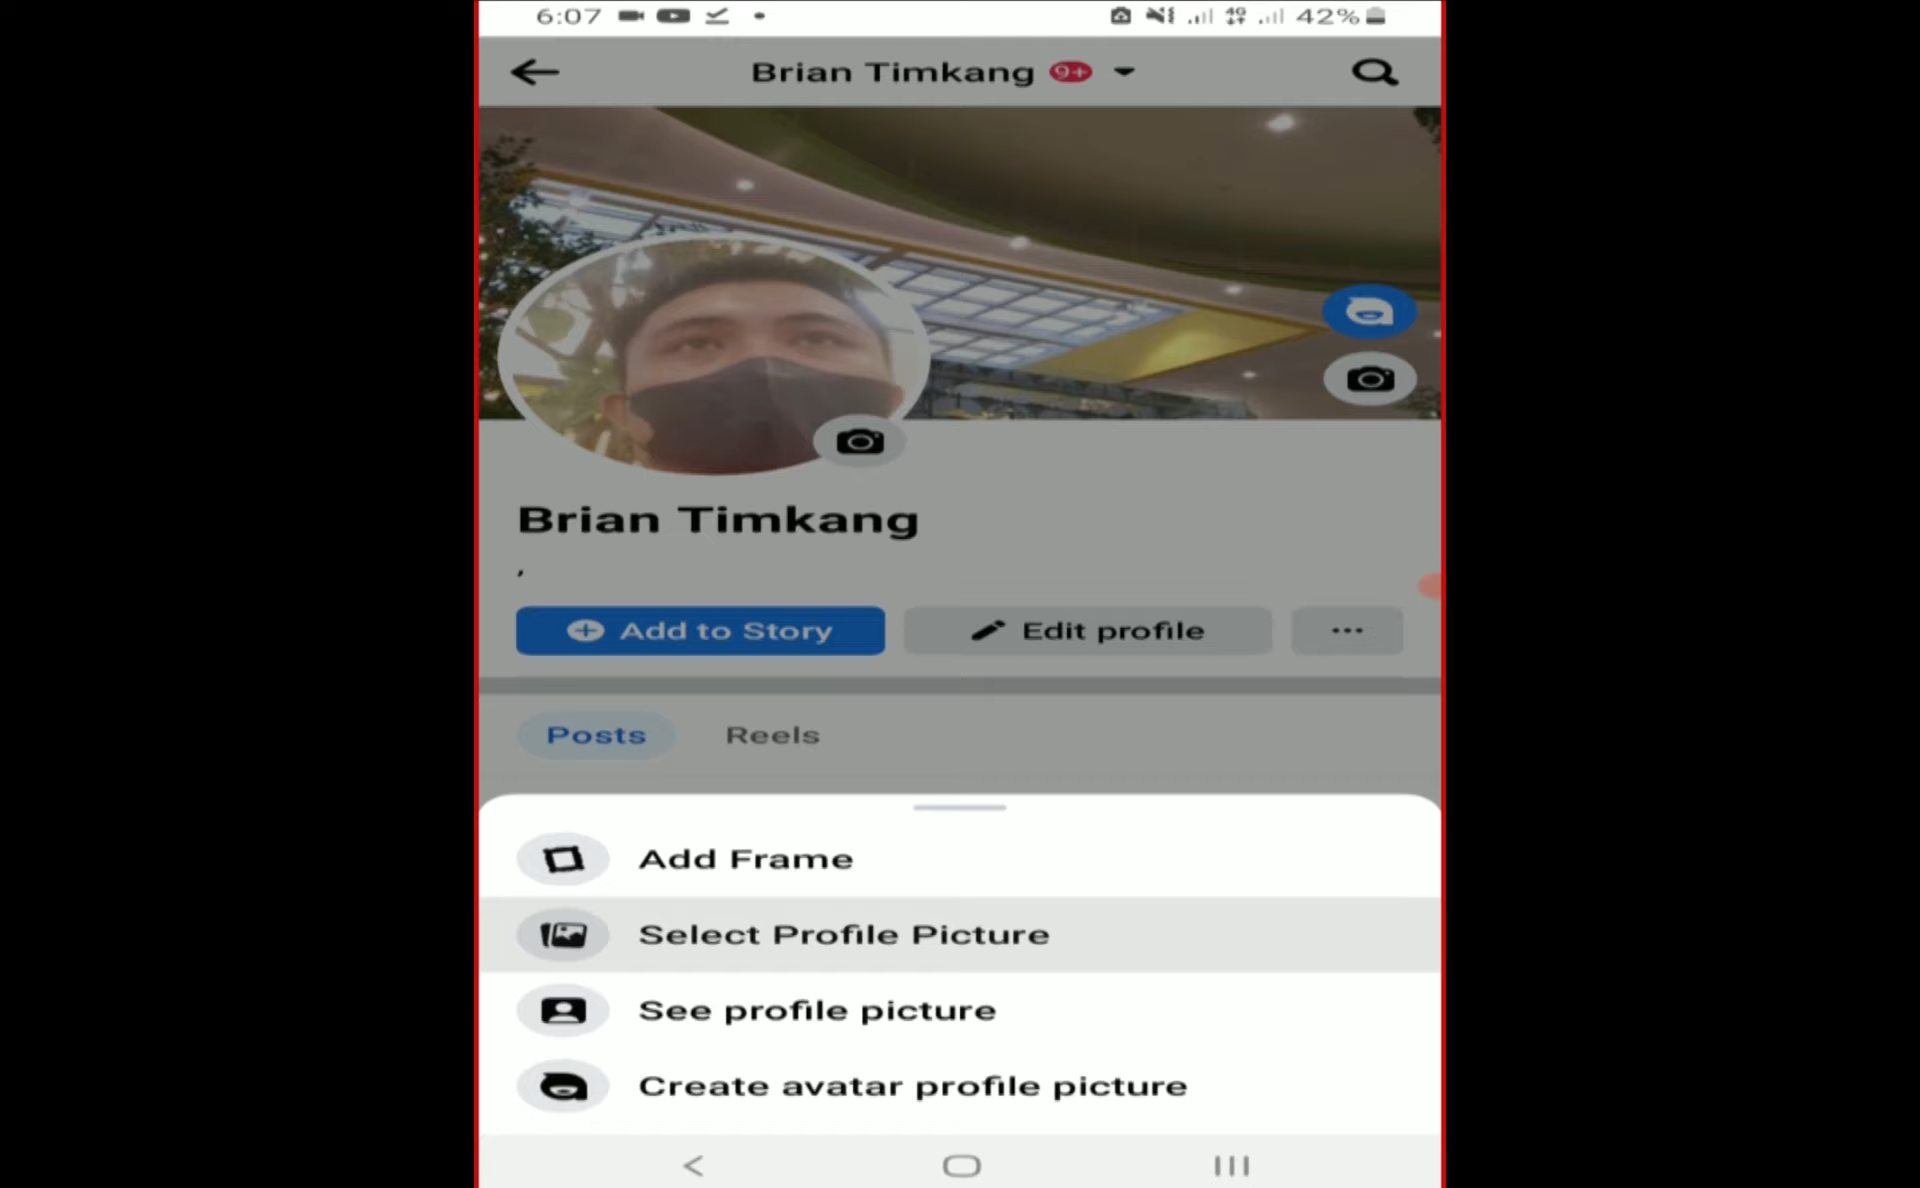 6:07 4G 42%
Brian Timkang 9+
Brian Timkang
,
Add to Story Edit profile ...
Posts Reels
Add Frame
Select Profile Picture
See profile picture
Create avatar profile picture